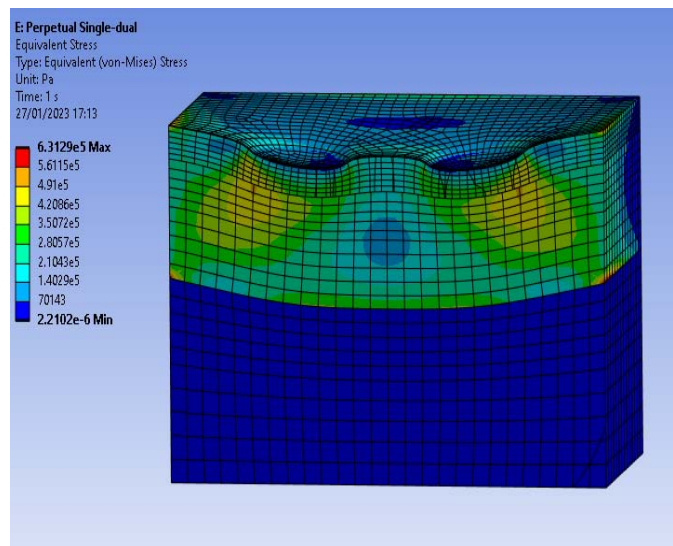 E: Perpetual Single-dual
Equivalent Stress
Type: Equivalent (von-Mises) Stress
Unit: Pa
Time: 1 s
27/01/2023 17:13
6.3129e5 Max
5.6115e5
4.91e5
4.2086e5
3.5072e5
2.8057e5
2.1043e5
1.4029e5
70143
2.2102e-6 Min